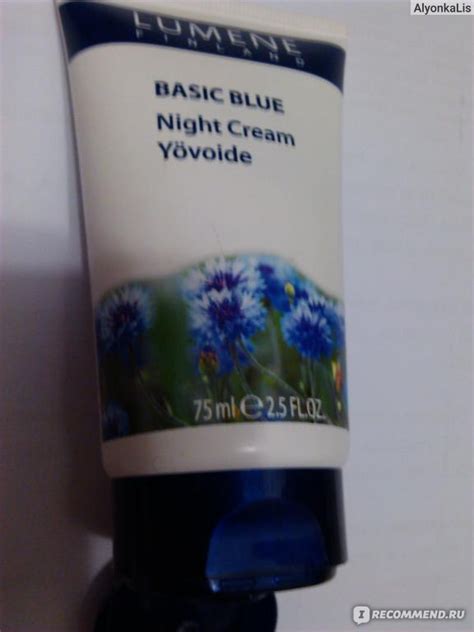 AlyonkaLis
LUMENE
FINLAND
BASIC BLUE
Night Cream
Yövoide
75 ml e 2.5 FL.OZ.
I RECOMMEND.RU